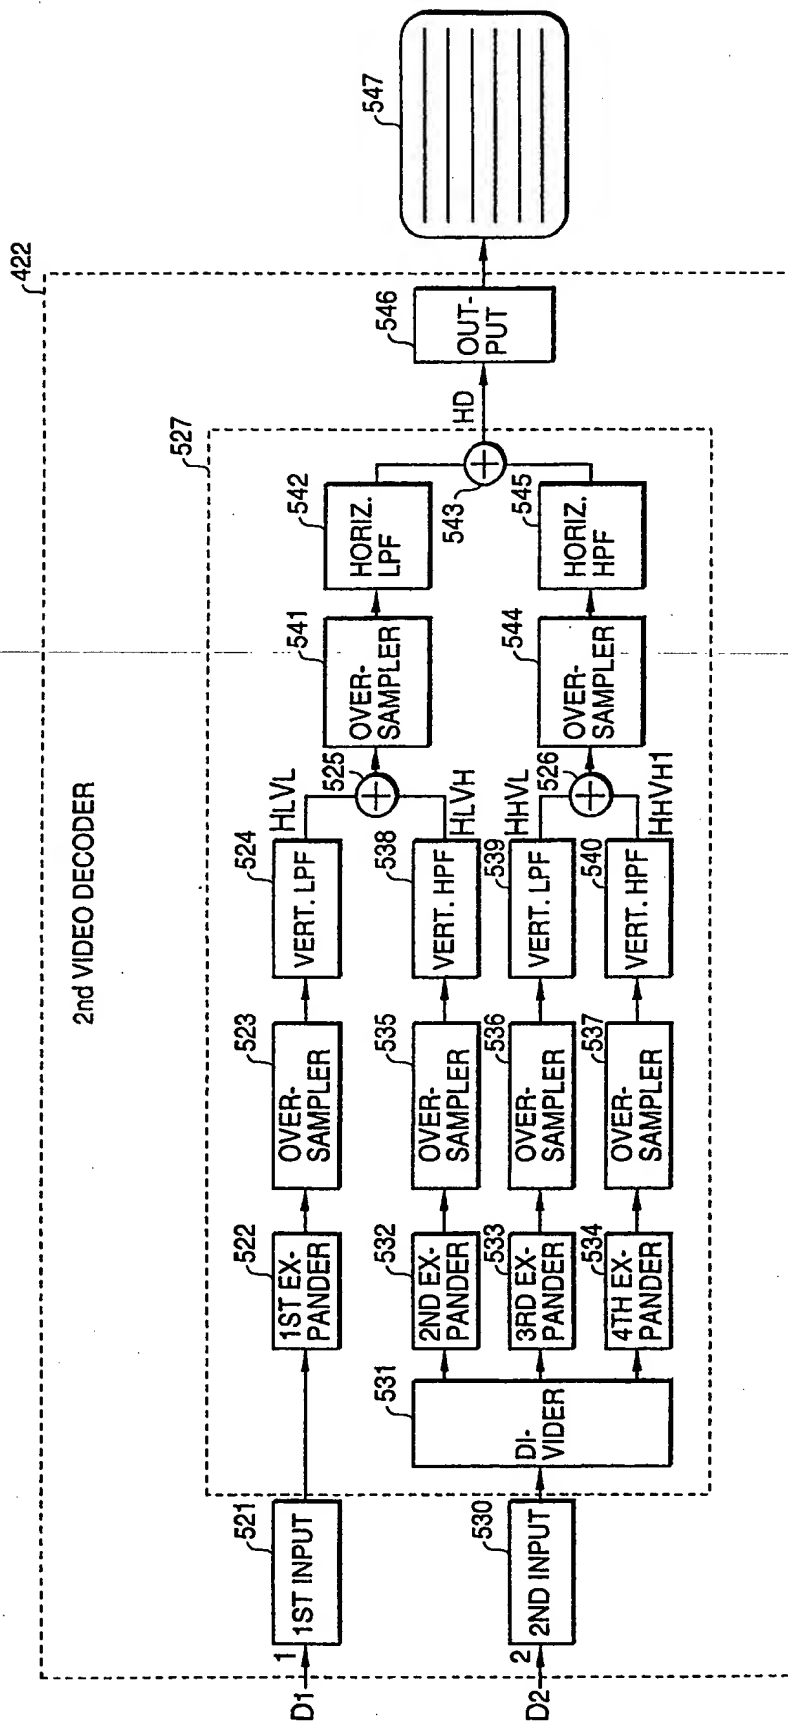 2nd VIDEO DECODER
422
527
D1
1
521
1ST INPUT
522
1ST EX-
PANDER
523
OVER-
SAMPLER
524
VERT. LPF
HLVL
525
541
OVER-
SAMPLER
542
HORIZ.
LPF
543
HD
546
OUT-
PUT
547
D2
2
530
2ND INPUT
531
DI-
VIDER
532
2ND EX-
PANDER
535
OVER-
SAMPLER
538
VERT. HPF
HLVH
533
3RD EX-
PANDER
536
OVER-
SAMPLER
539
VERT. LPF
HHVL
526
544
OVER-
SAMPLER
545
HORIZ.
HPF
534
4TH EX-
PANDER
537
OVER-
SAMPLER
540
VERT. HPF
HHVH1